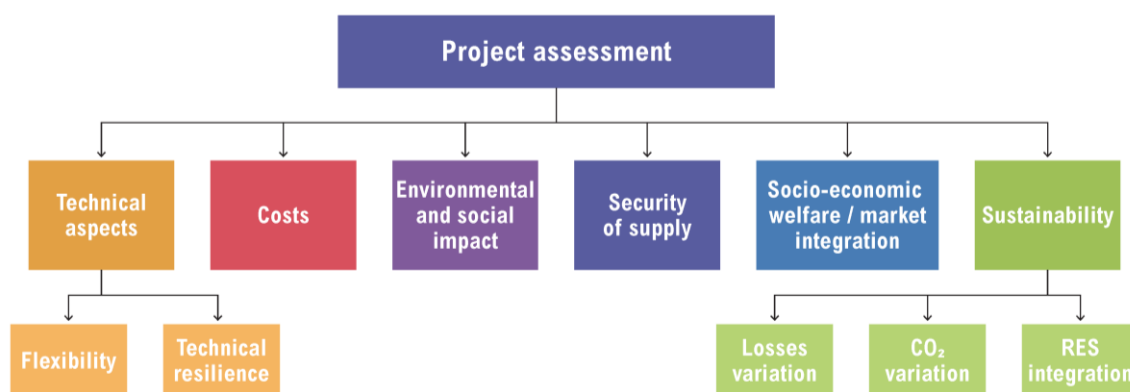 Project assessment
Technical
aspects
Costs
Environmental
and social
impact
Security
of supply
Socio-economic
welfare / market
integration
Sustainability
Flexibility
Technical
resilience
Losses
variation
CO₂
variation
RES
integration